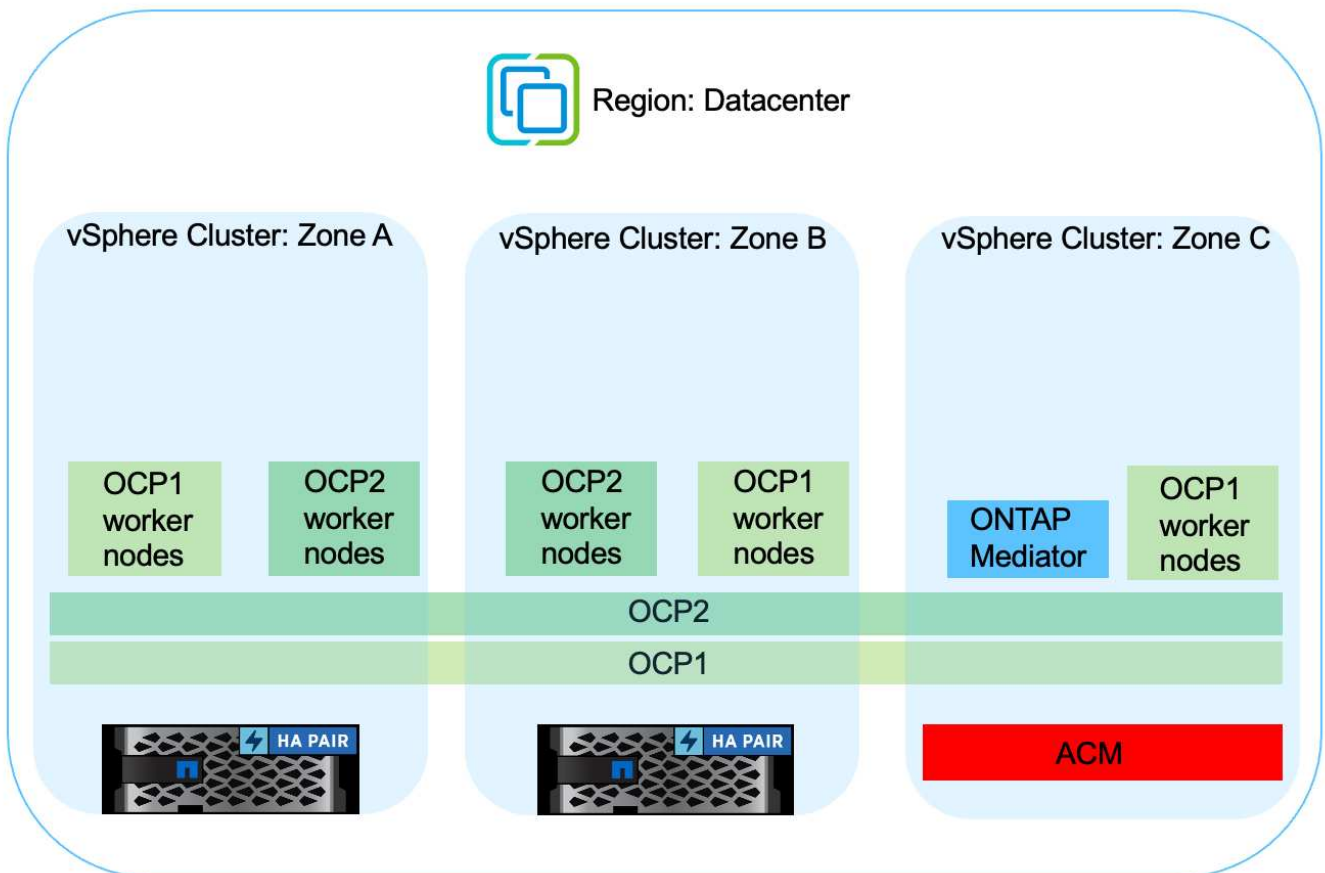 Region: Datacenter
vSphere Cluster: Zone A
vSphere Cluster: Zone B
vSphere Cluster: Zone C
OCP1
worker
nodes
OCP2
worker
nodes
OCP2
worker
nodes
OCP1
worker
nodes
ONTAP
Mediator
OCP1
worker
nodes
OCP2
OCP1
HA PAIR
HA PAIR
ACM